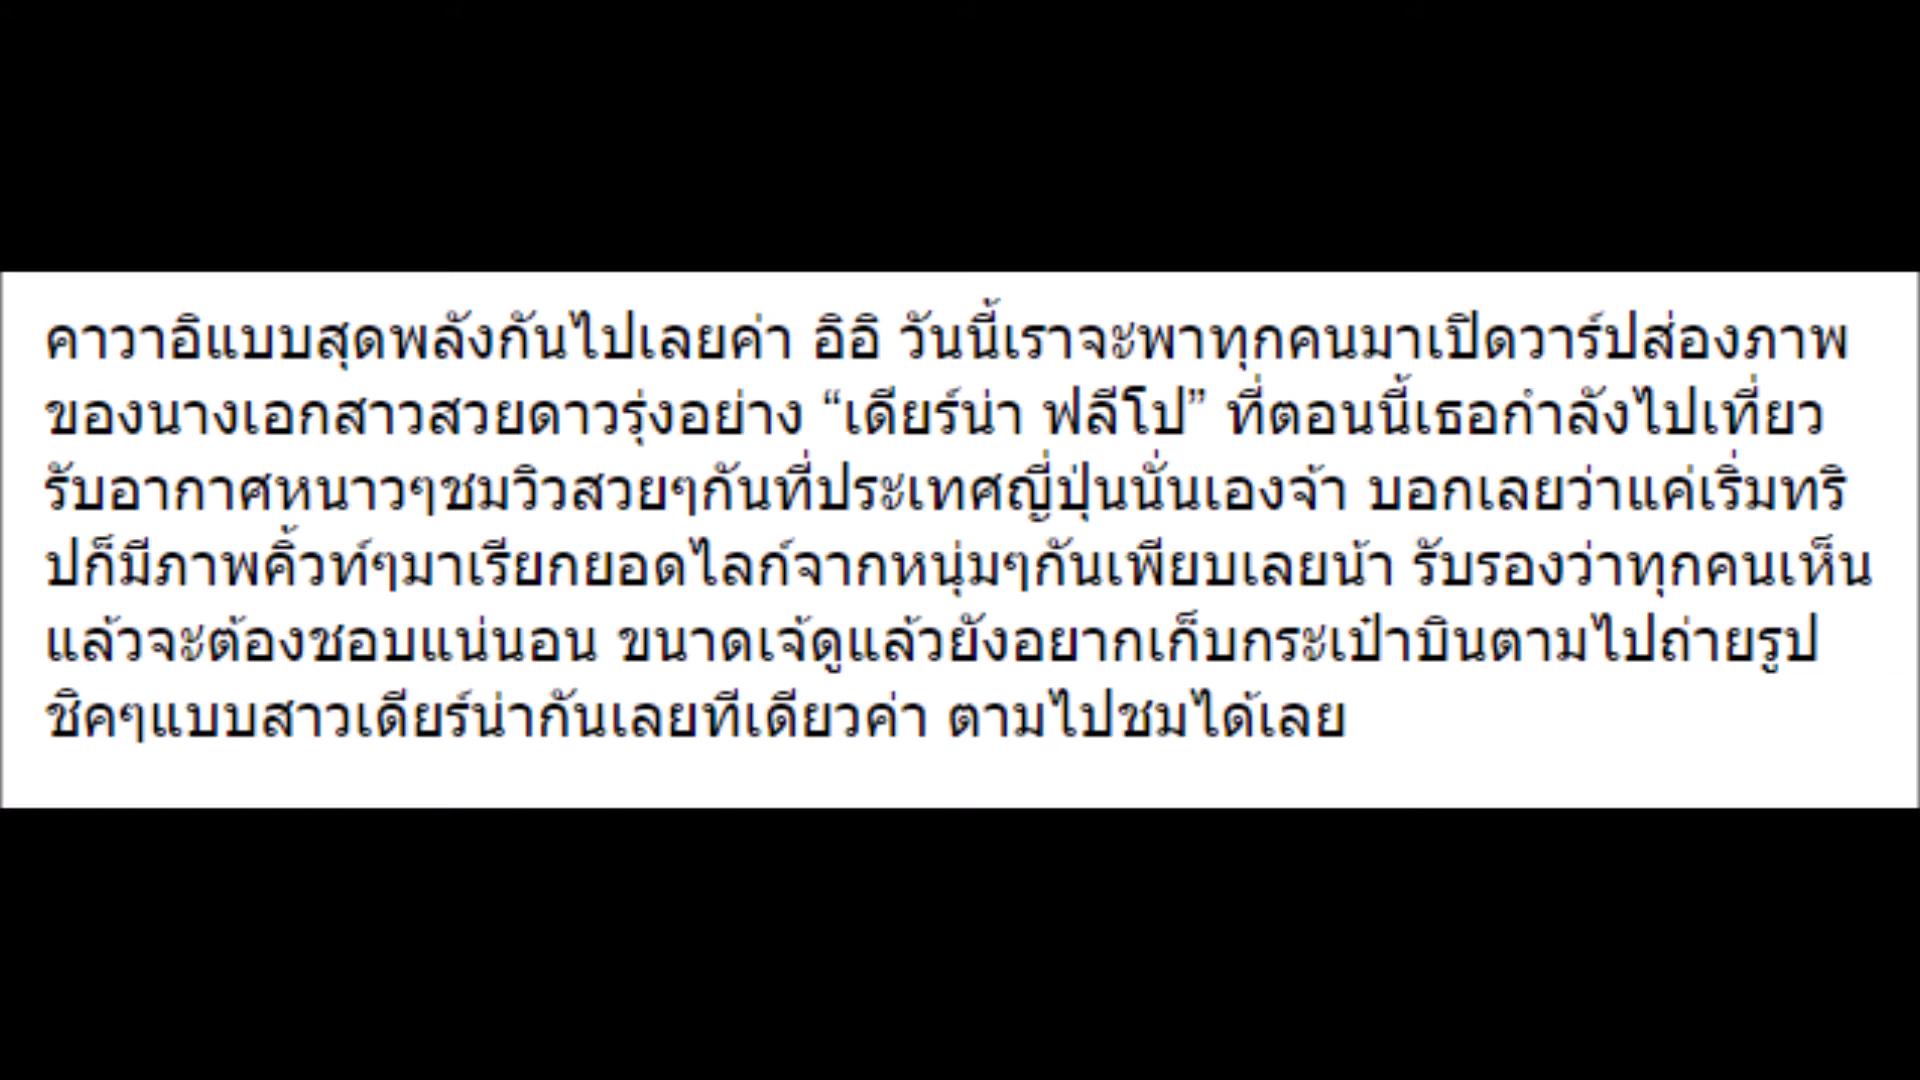 คาวาอิแบบสุดพลังกันไปเลยค่า อิอิ วันนี้เราจะพาทุกคนมาเปิดวาร์ปส่องภาพ
ของนางเอกสาวสวยดาวรุ่งอย่าง “เดียร์น่า ฟลีโป” ที่ตอนนี้เธอกำลังไปเที่ยว
รับอากาศหนาวๆชมวิวสวยๆกันที่ประเทศญี่ปุ่นนั่นเองจ้า บอกเลยว่าแค่เริ่มทริ
ปก็มีภาพคิ้วท์ๆมาเรียกยอดไลก์จากหนุ่มๆกันเพียบเลยน้า รับรองว่าทุกคนเห็น
แล้วจะต้องชอบแน่นอน ขนาดเจ้ดูแล้วยังอยากเก็บกระเป๋าบินตามไปถ่ายรูป
ชิคๆแบบสาวเดียร์น่ากันเลยทีเดียวค่า ตามไปชมได้เลย